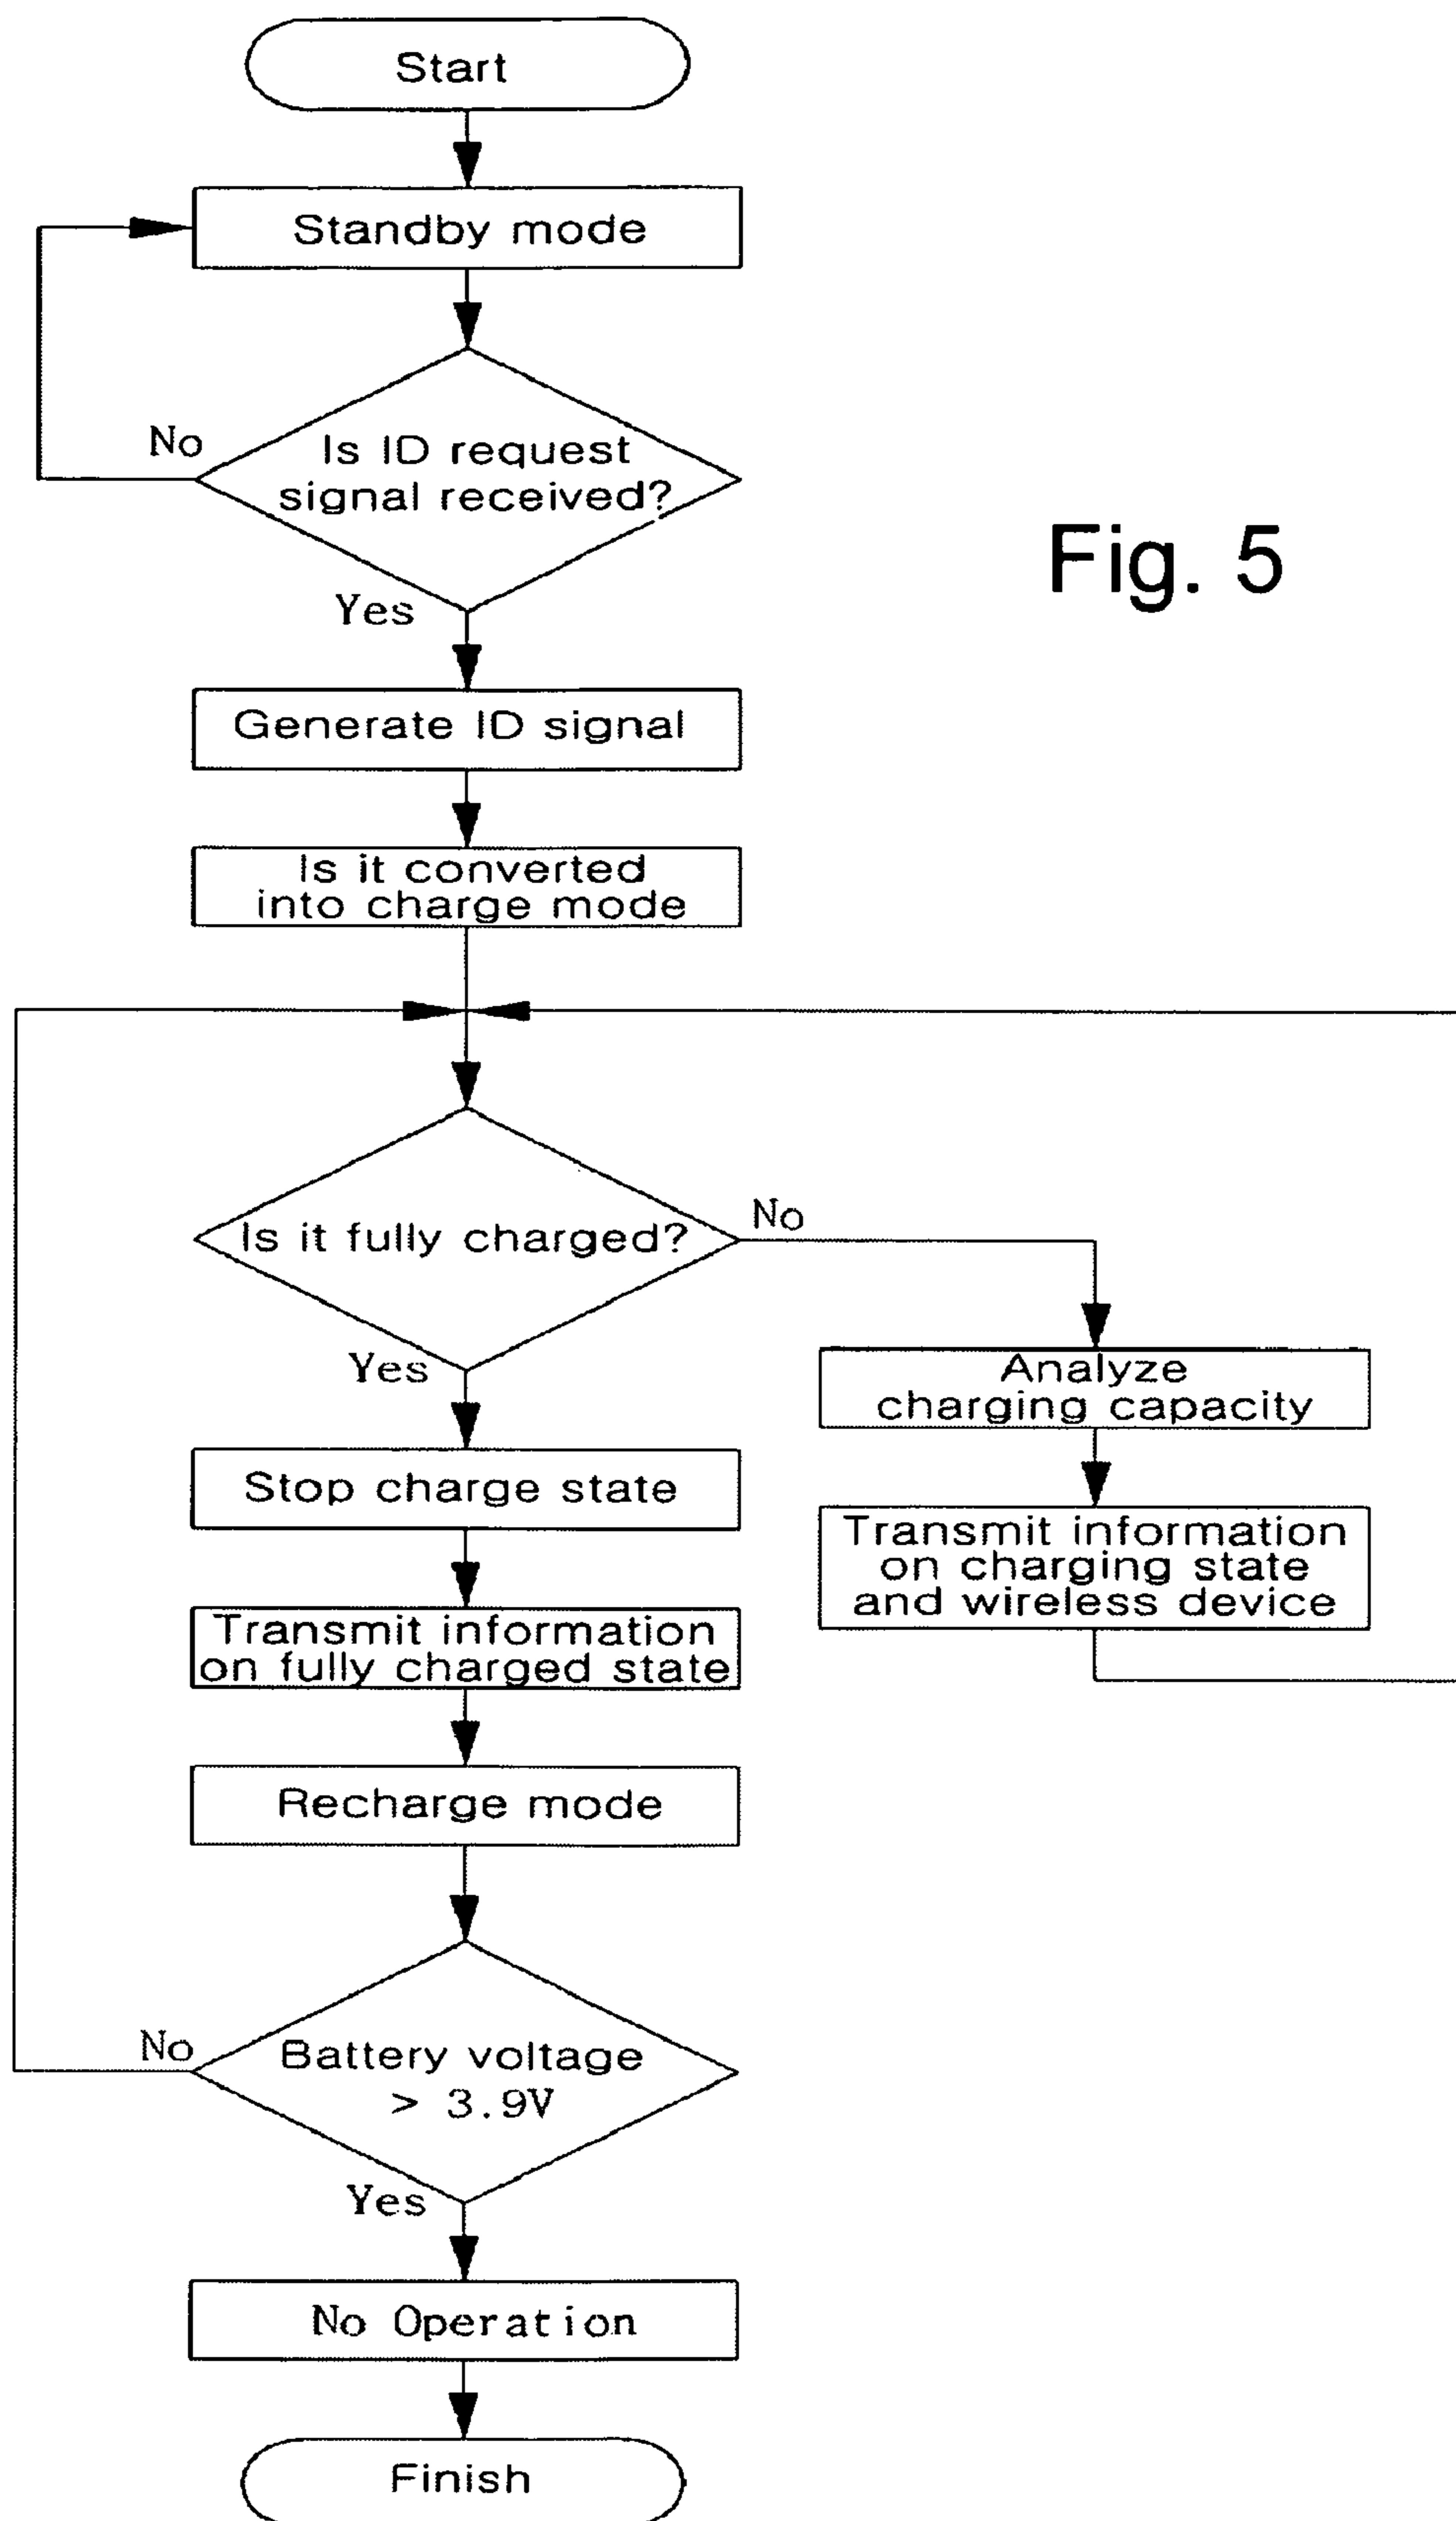 Start
Standby mode
No
Is ID request
signal received?
Fig. 5
Yes
Generate ID signal
Is it converted
into charge mode
Is it fully charged?
No
Yes
Analyze
charging capacity
Stop charge state
Transmit information
on charging state
and wireless device
Transmit information
on fully charged state
Recharge mode
No
Battery voltage
> 3.9V
Yes
No Operation
Finish